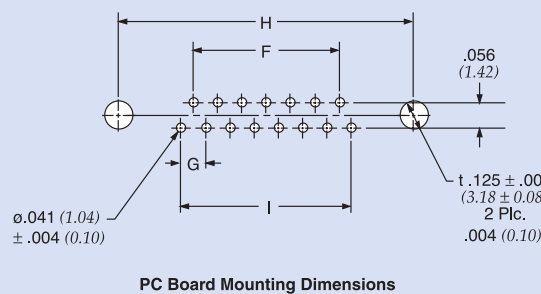 H
F
.056
(1.42)
G
t .125 ± .00
(3.18 ± 0.08
2 Plc.
.004 (0.10)
I
ø.041 (1.04)
± .004 (0.10)
PC Board Mounting Dimensions